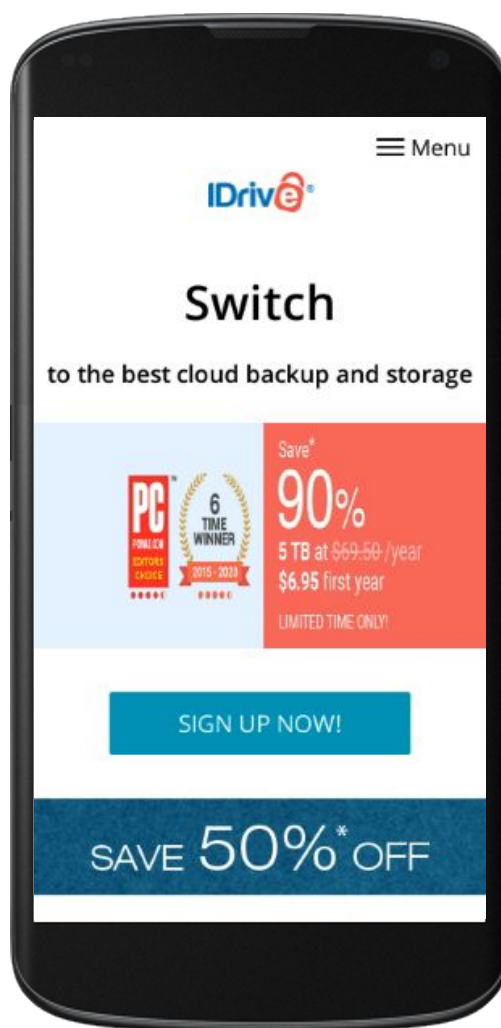 Menu
IDrive®
Switch
to the best cloud backup and storage
PC
EDITORS'
CHOICE
6
TIME
WINNER
2015 - 2020
Save*
90%
5 TB at $69.50 /year
$6.95 first year
LIMITED TIME ONLY!
SIGN UP NOW!
SAVE 50%* OFF